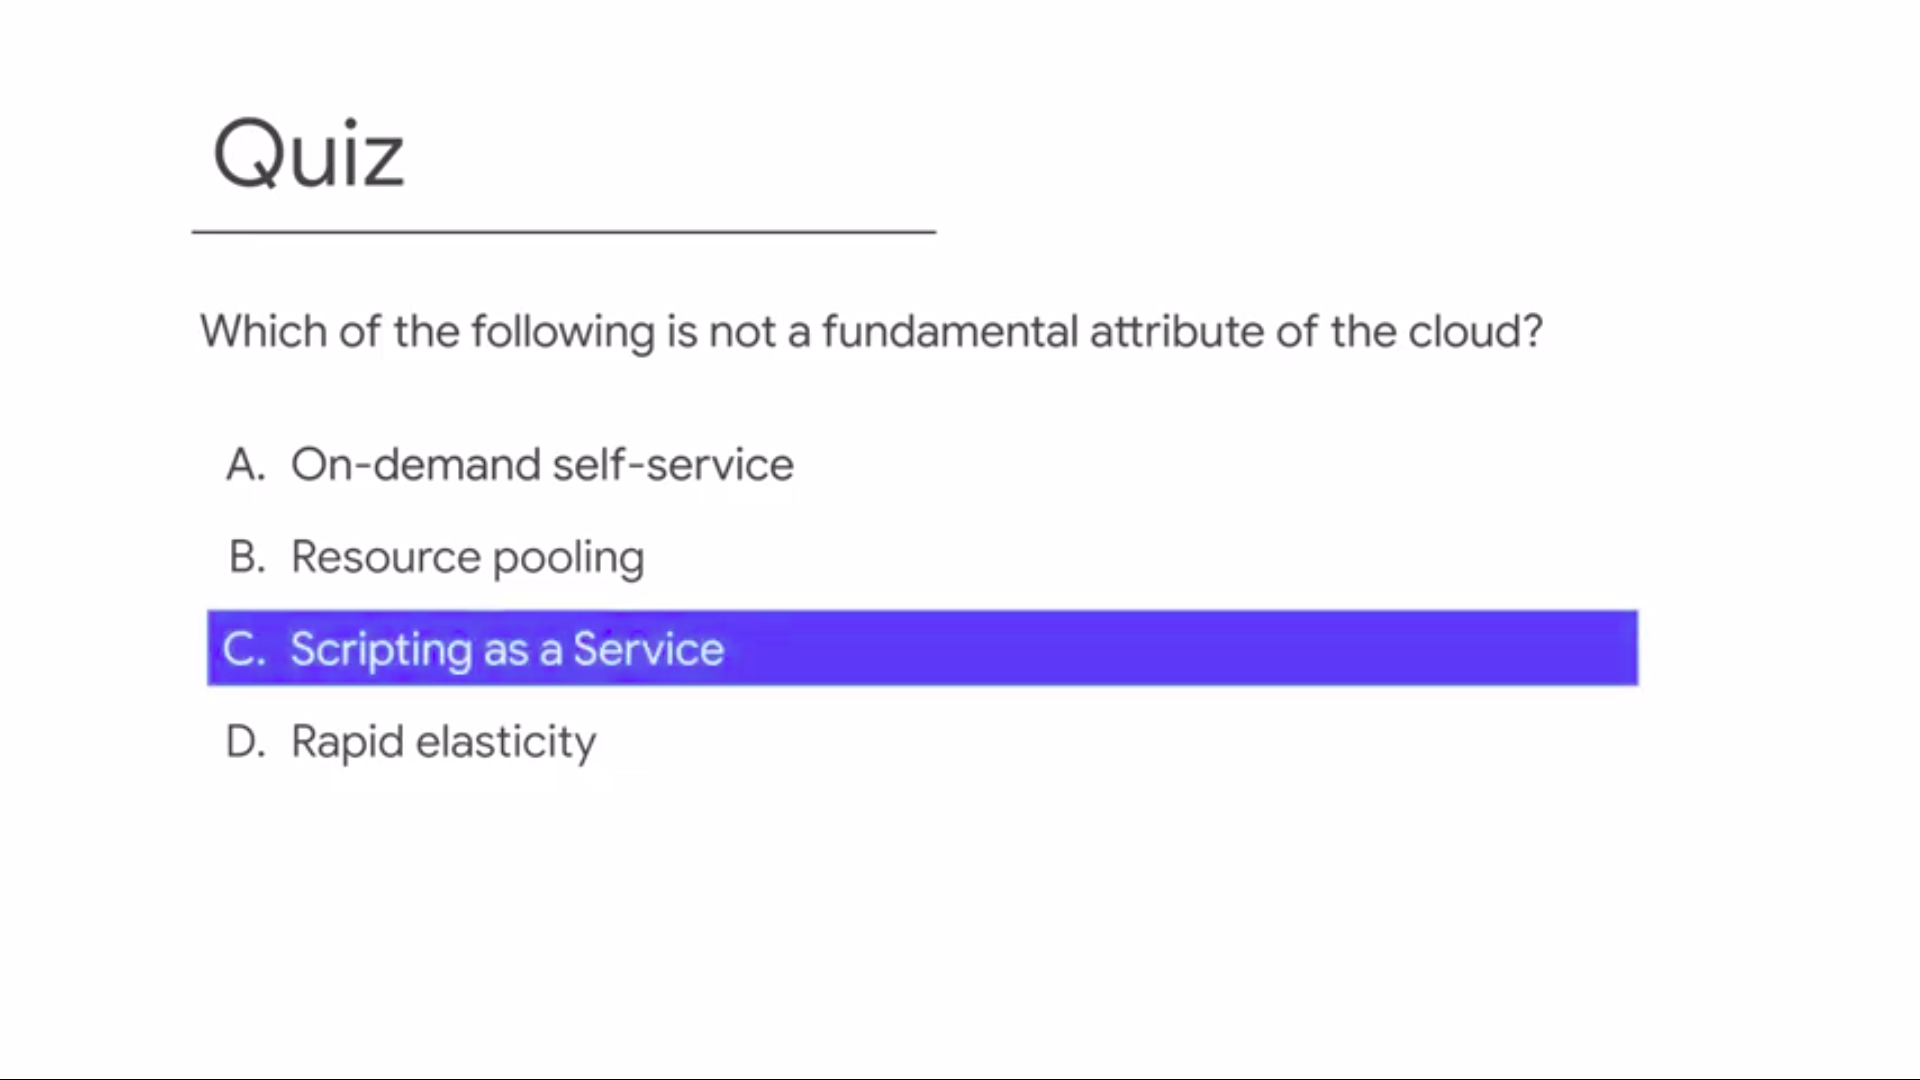 Quiz
Which of the following is not a fundamental attribute of the cloud?
A. On-demand self-service
B. Resource pooling
C. Scripting as a Service
D. Rapid elasticity